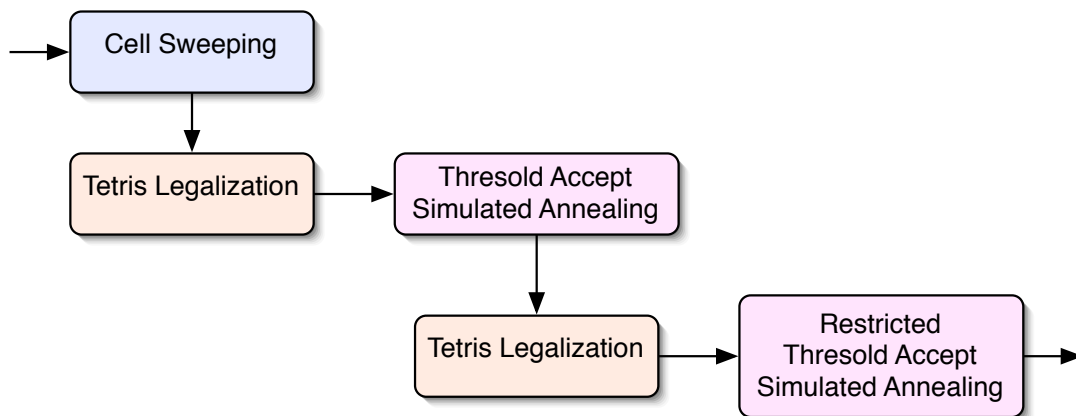 Cell Sweeping
Tetris Legalization
Thresold Accept
Simulated Annealing
Tetris Legalization
Restricted
Thresold Accept
Simulated Annealing